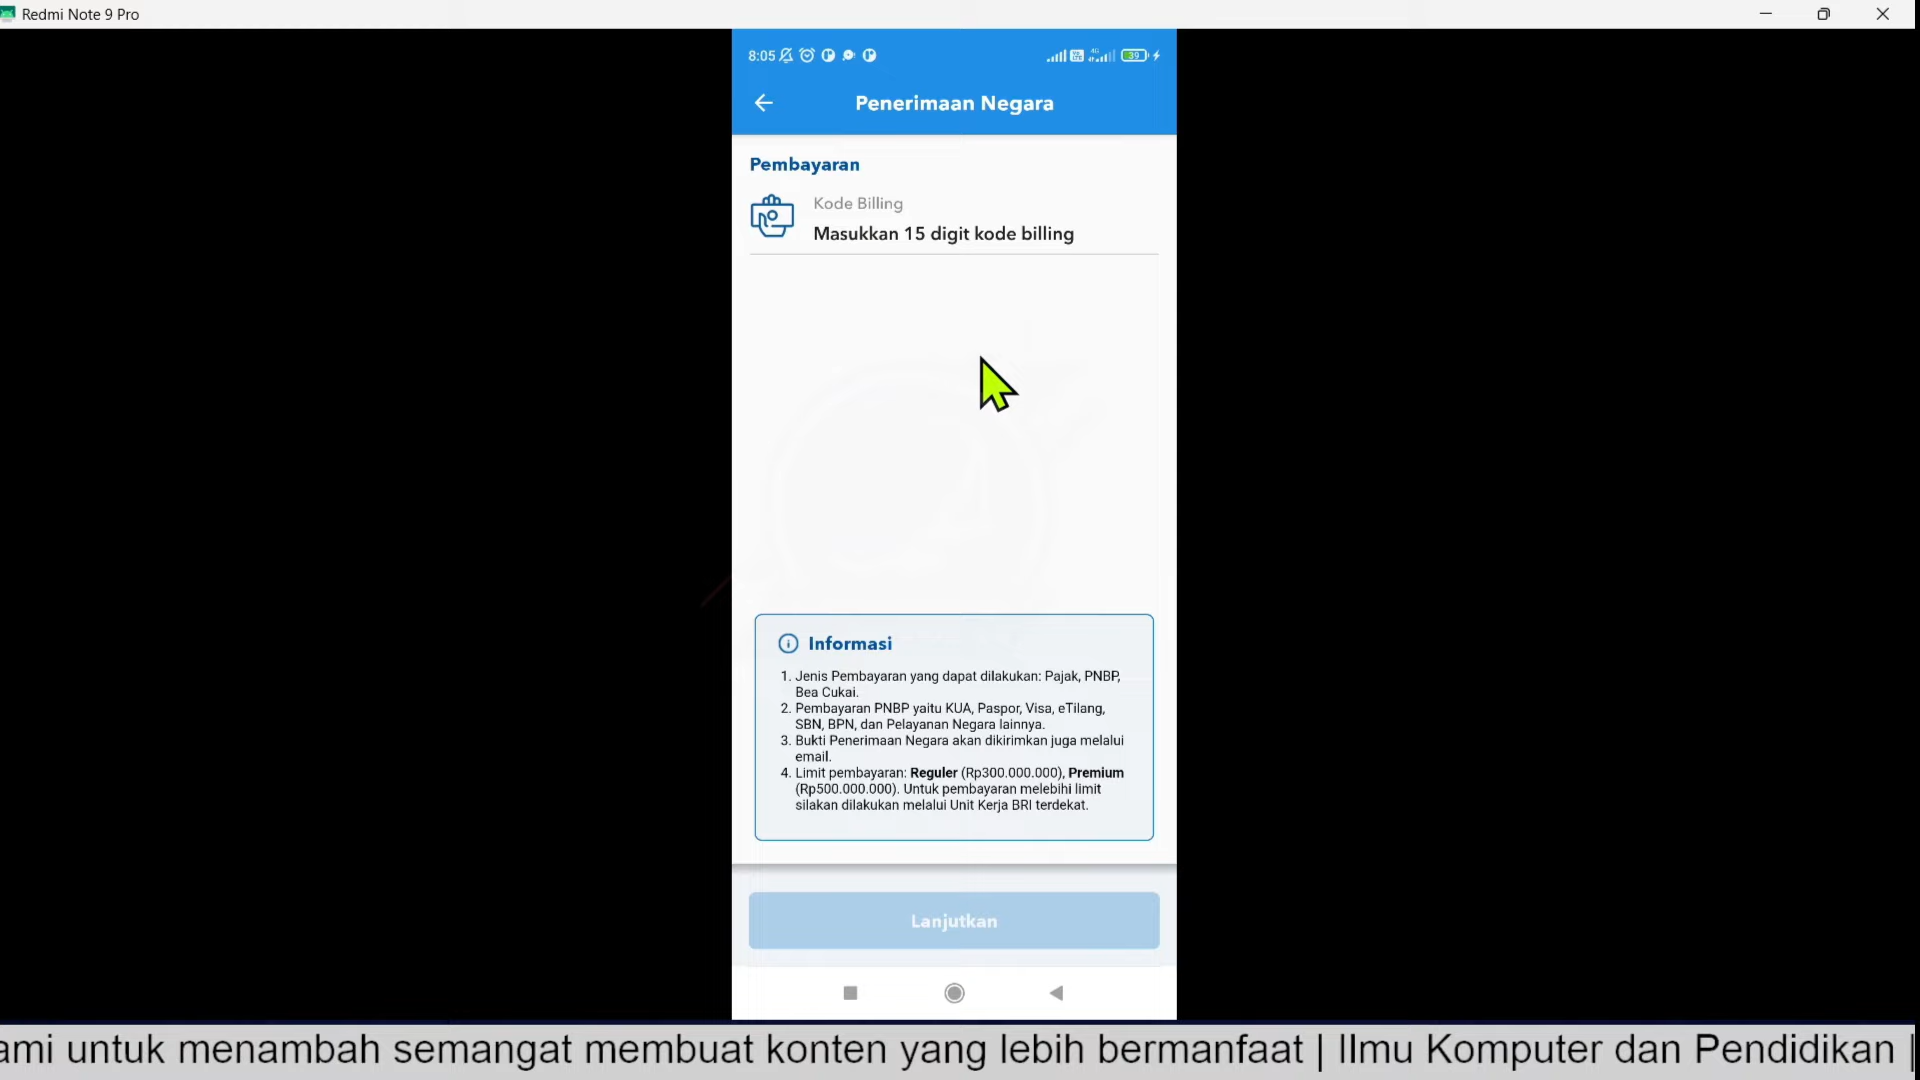 Redmi Note 9 Pro
8:05
39
Penerimaan Negara
Pembayaran
Kode Billing
Masukkan 15 digit kode billing
Informasi
1. Jenis Pembayaran yang dapat dilakukan: Pajak, PNBP,
Bea Cukai.
2. Pembayaran PNBP yaitu KUA, Paspor, Visa, eTilang,
SBN, BPN, dan Pelayanan Negara lainnya.
3. Bukti Penerimaan Negara akan dikirimkan juga melalui
email.
4. Limit pembayaran: Reguler (Rp300.000.000), Premium
(Rp500.000.000). Untuk pembayaran melebihi limit
silakan dilakukan melalui Unit Kerja BRI terdekat.
Lanjutkan
ami untuk menambah semangat membuat konten yang lebih bermanfaat | Ilmu Komputer dan Pendidikan |